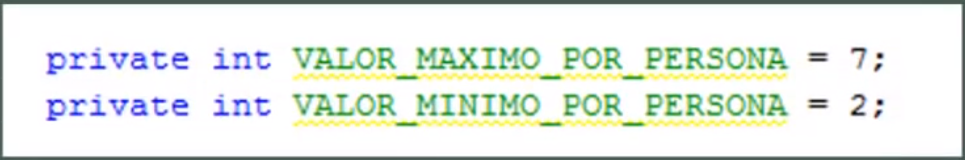 private int VALOR_MAXIMO_POR_PERSONA = 7;
private int VALOR_MINIMO_POR_PERSONA = 2;